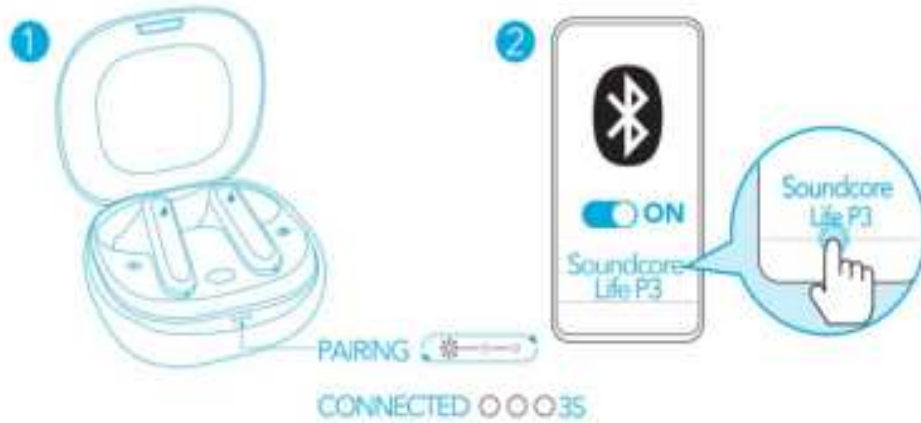 1
PAIRING
CONNECTED 3S
2
ON
Soundcore
Life P3
Soundcore
Life P3